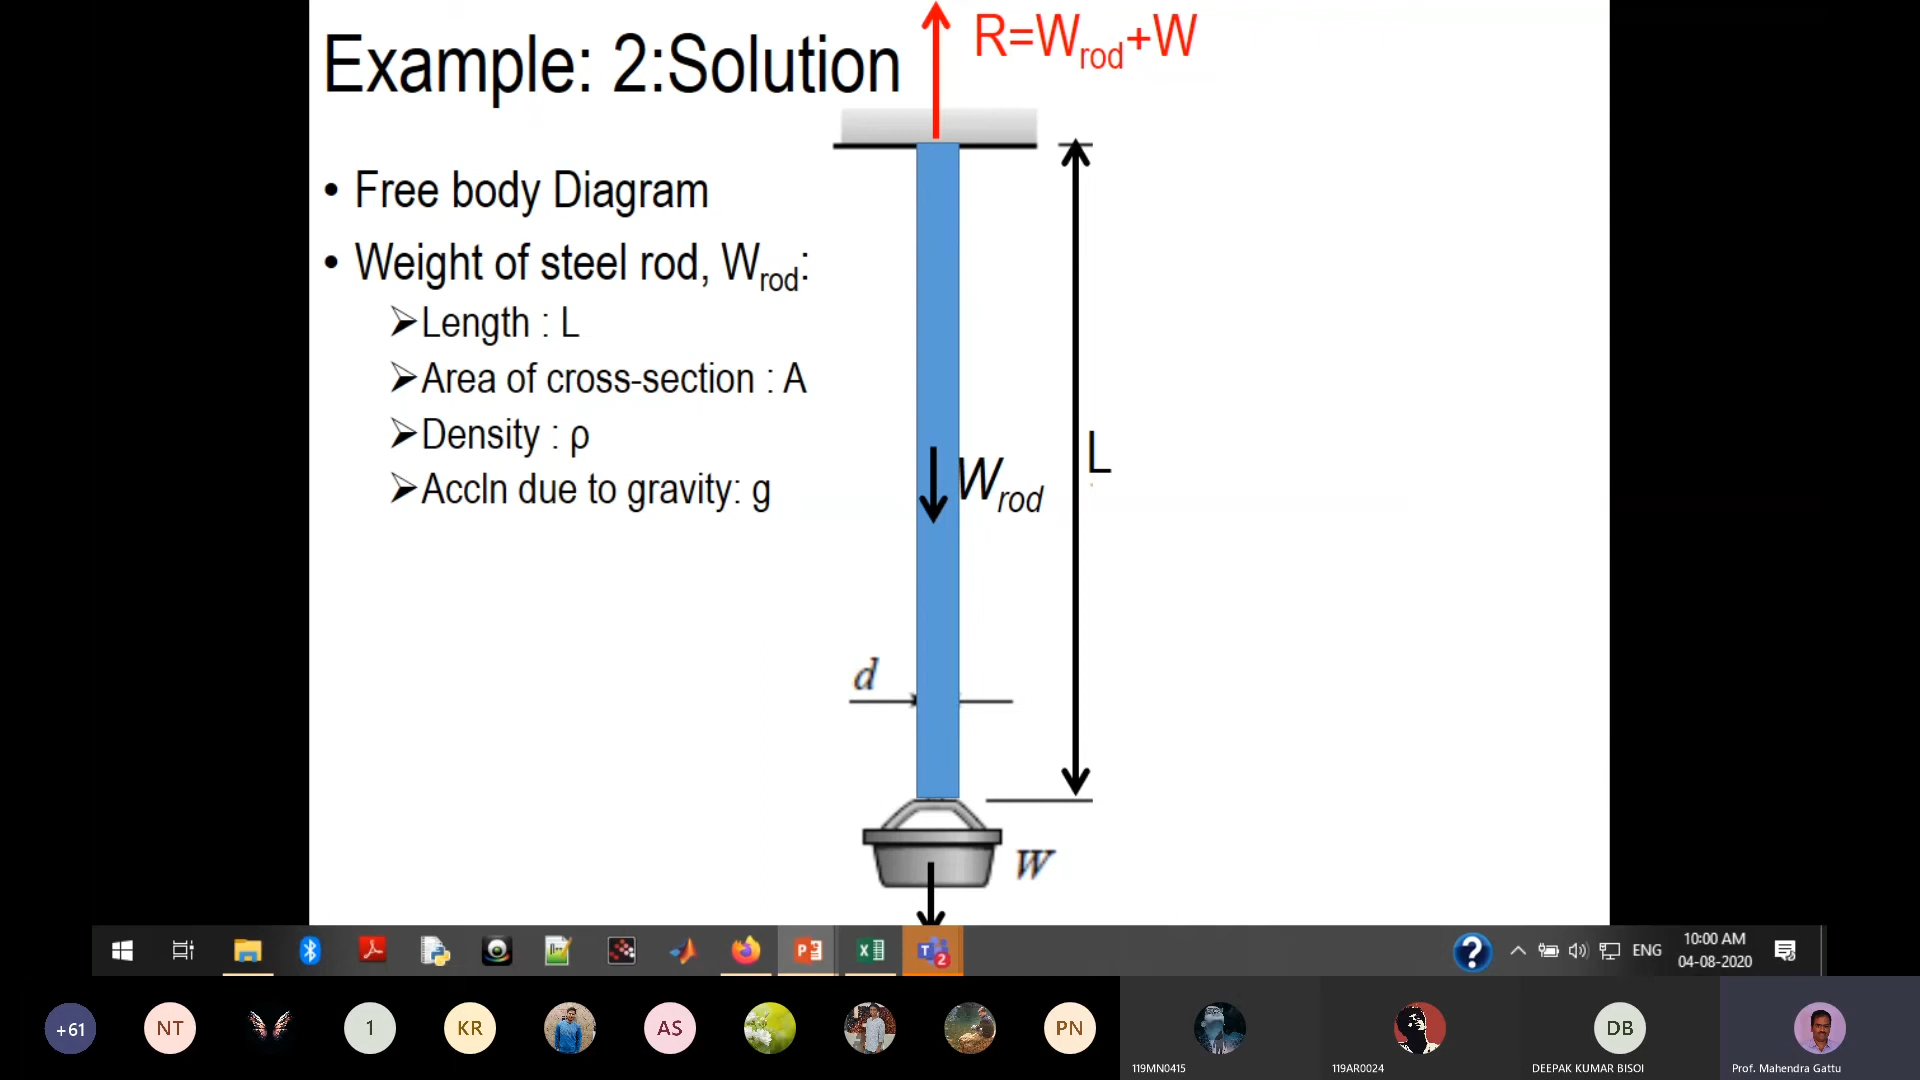 R=Wrod+W
Example: 2:Solution
• Free body Diagram
• Weight of steel rod, Wrod:
➢Length : L
➢Area of cross-section : A
➢Density : ρ
➢Accln due to gravity: g
L
Wrod
d
W
ENG
10:00 AM
04-08-2020
2
+61
NT
1
KR
AS
PN
DB
119MN0415
119AR0024
DEEPAK KUMAR BISOI
Prof. Mahendra Gattu